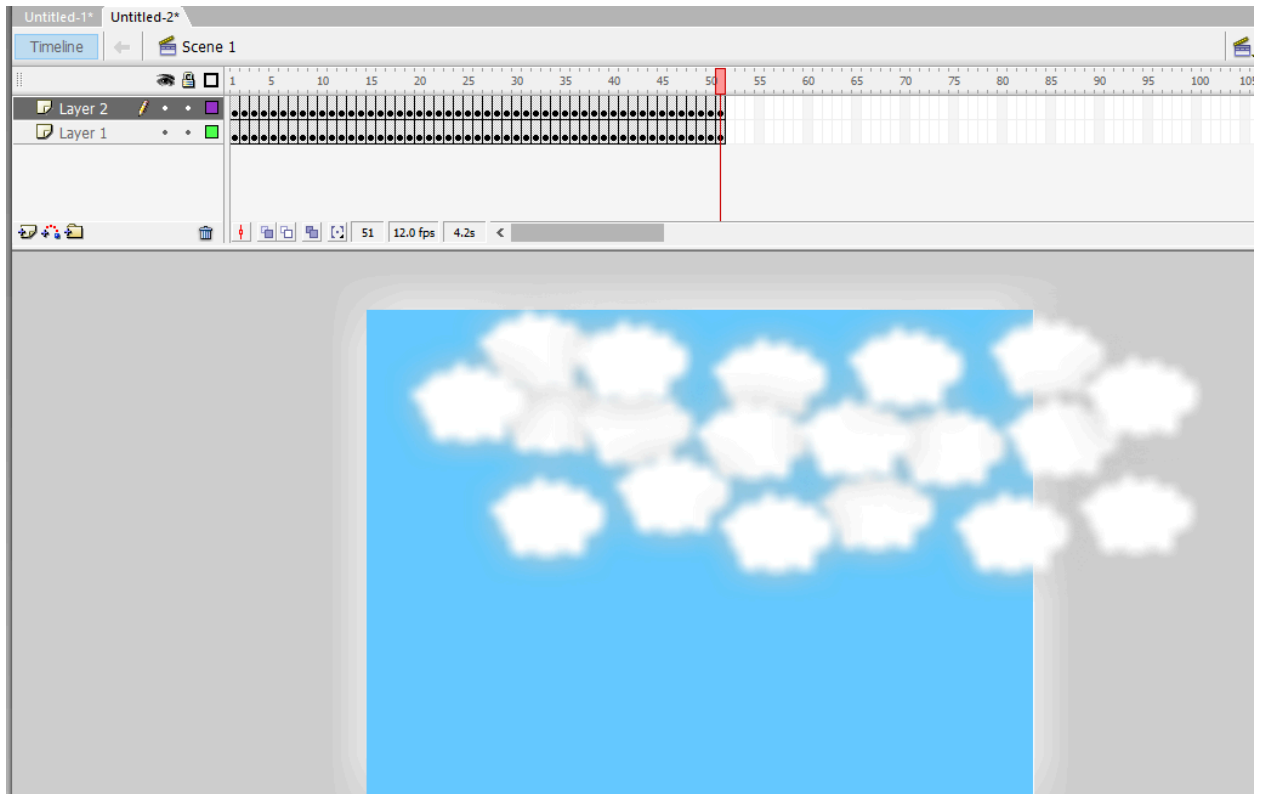 Untitled-1* Untitled-2*
Timeline Scene 1
1 5 10 15 20 25 30 35 40 45 50 55 60 65 70 75 80 85 90 95 100
Layer 2
Layer 1
51 12.0 fps 4.2s